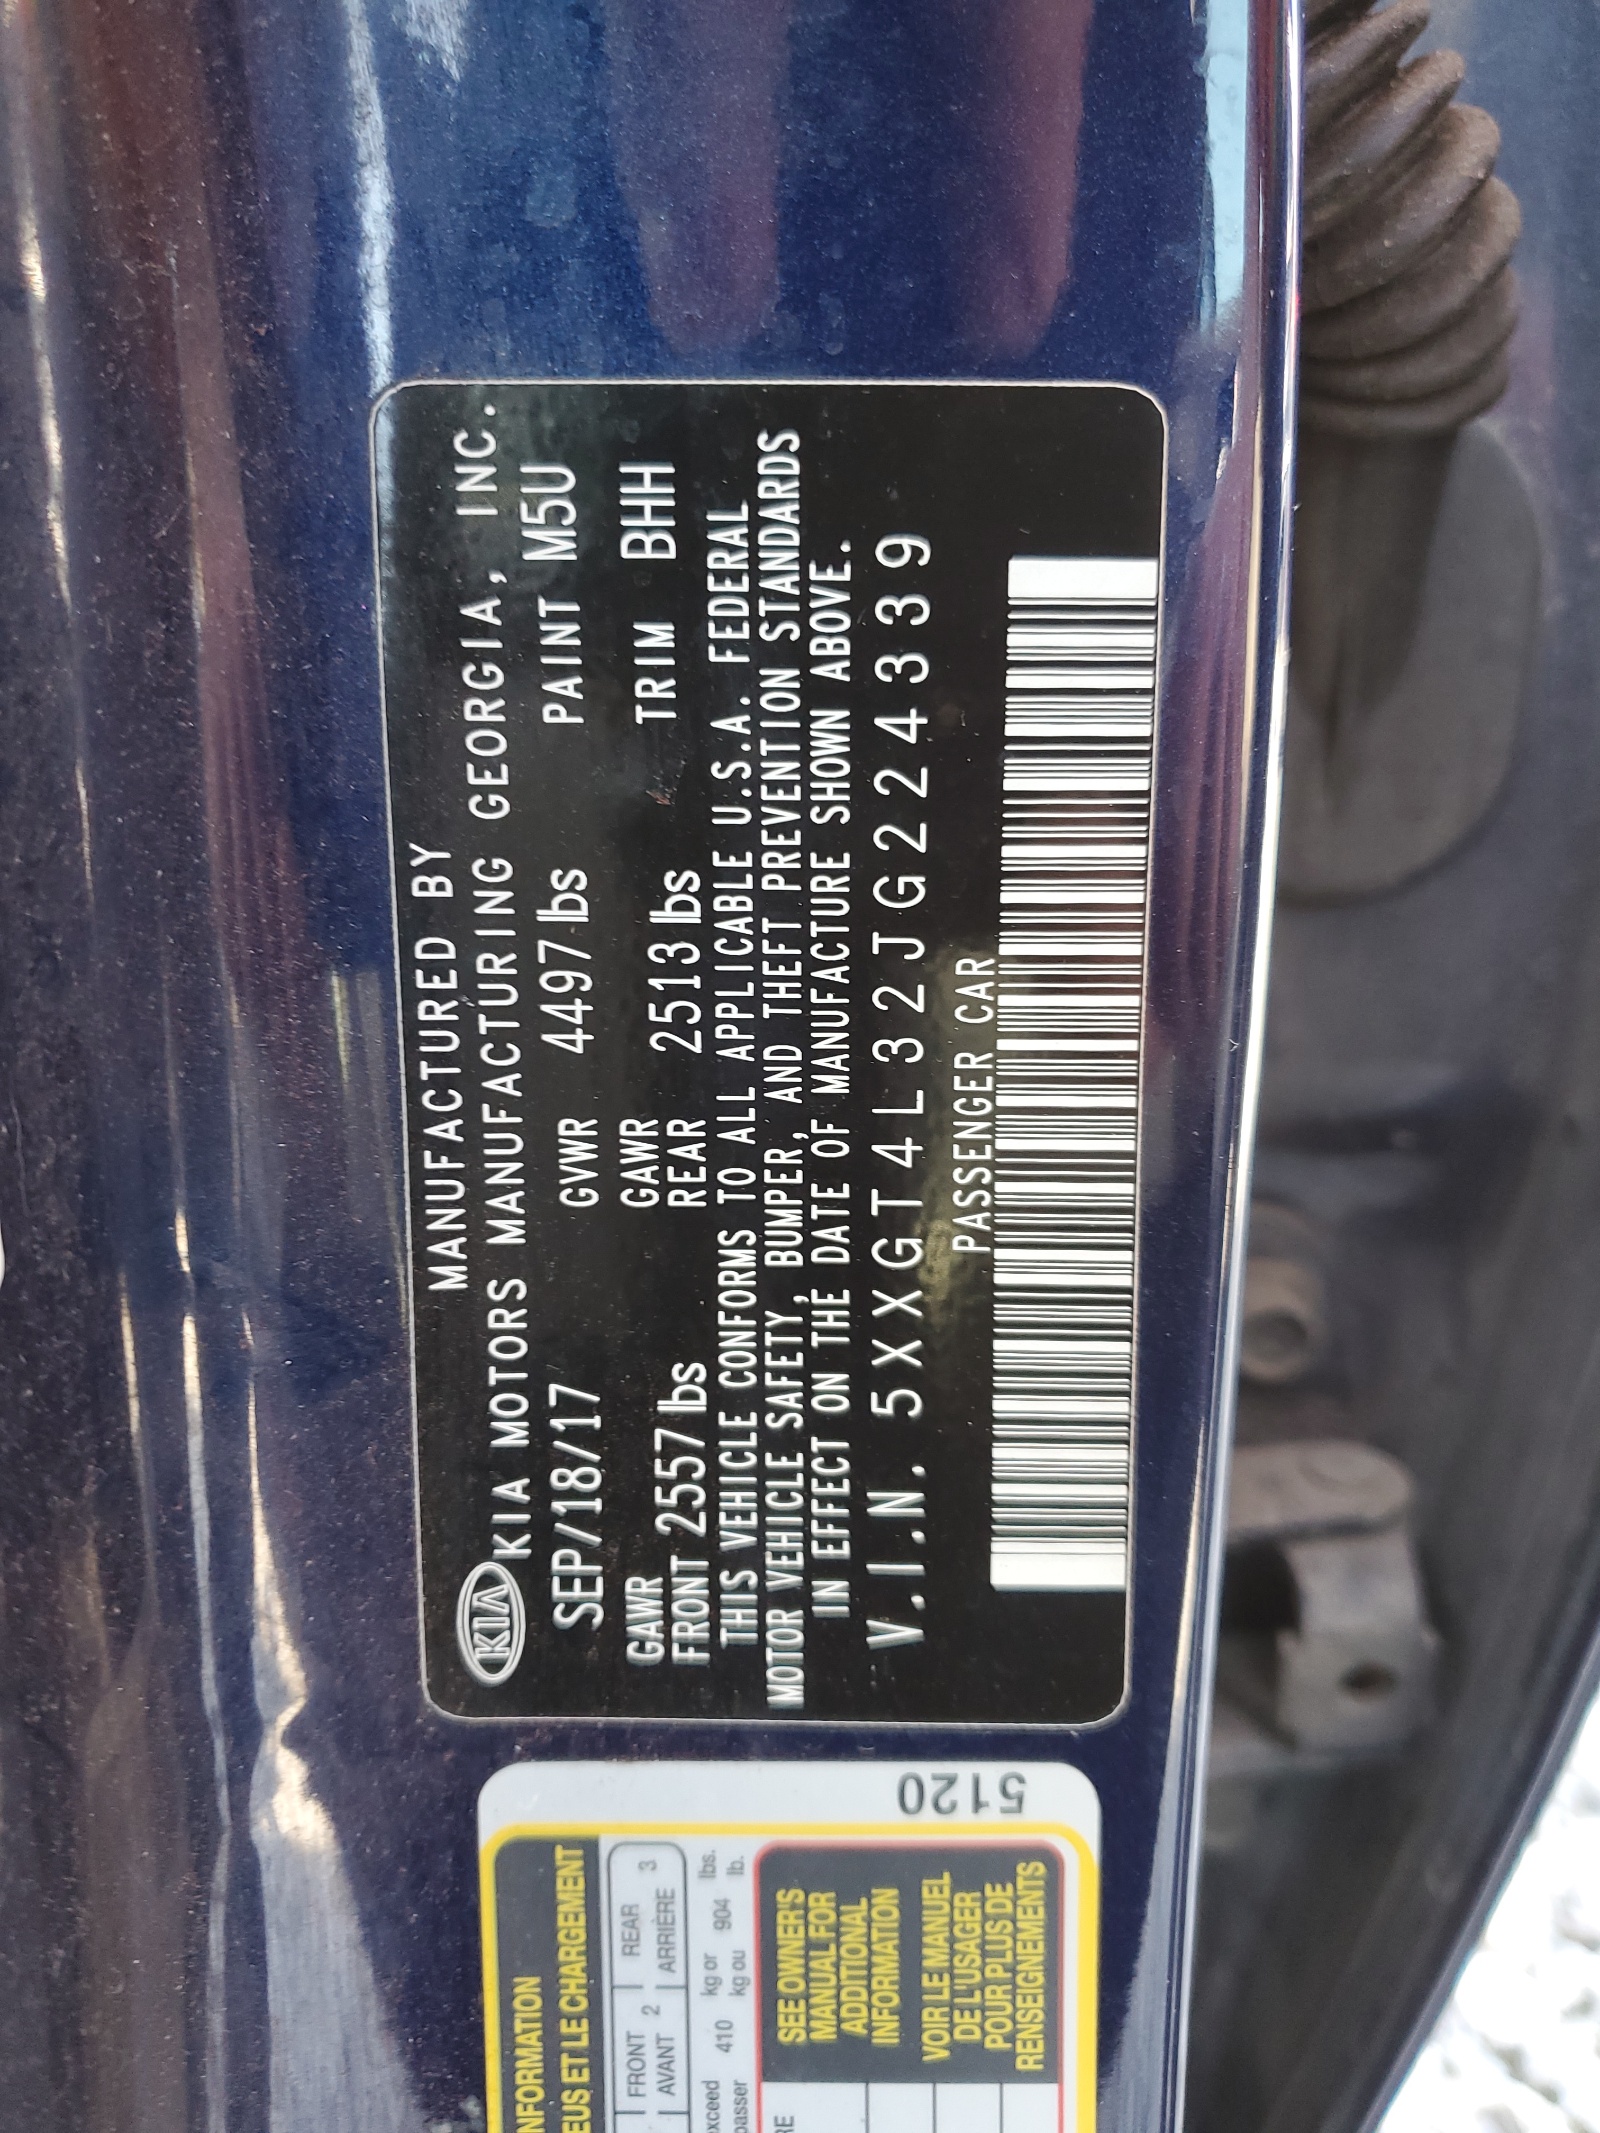 MANUFACTURED BY
KIA KIA MOTORS MANUFACTURING GEORGIA, INC.
SEP/18/17 GVWR 4497 lbs PAINT M5U
GAWR FRONT 2557 lbs GAWR REAR 2513 lbs TRIM BHH
THIS VEHICLE CONFORMS TO ALL APPLICABLE U.S.A. FEDERAL
MOTOR VEHICLE SAFETY, BUMPER, AND THEFT PREVENTION STANDARDS
IN EFFECT ON THE DATE OF MANUFACTURE SHOWN ABOVE.
V.I.N. 5XXGT4L32JG224339
PASSENGER CAR
5120
NFORMATION
EUS ET LE CHARGEMENT
FRONT 2 REAR 3
AVANT ARRIÈRE
xceed 410 kg or 904 lbs.
passer kg ou lb.
RE
SEE OWNER'S
MANUAL FOR
ADDITIONAL
INFORMATION
VOIR LE MANUEL
DE L'USAGER
POUR PLUS DE
RENSEIGNEMENTS